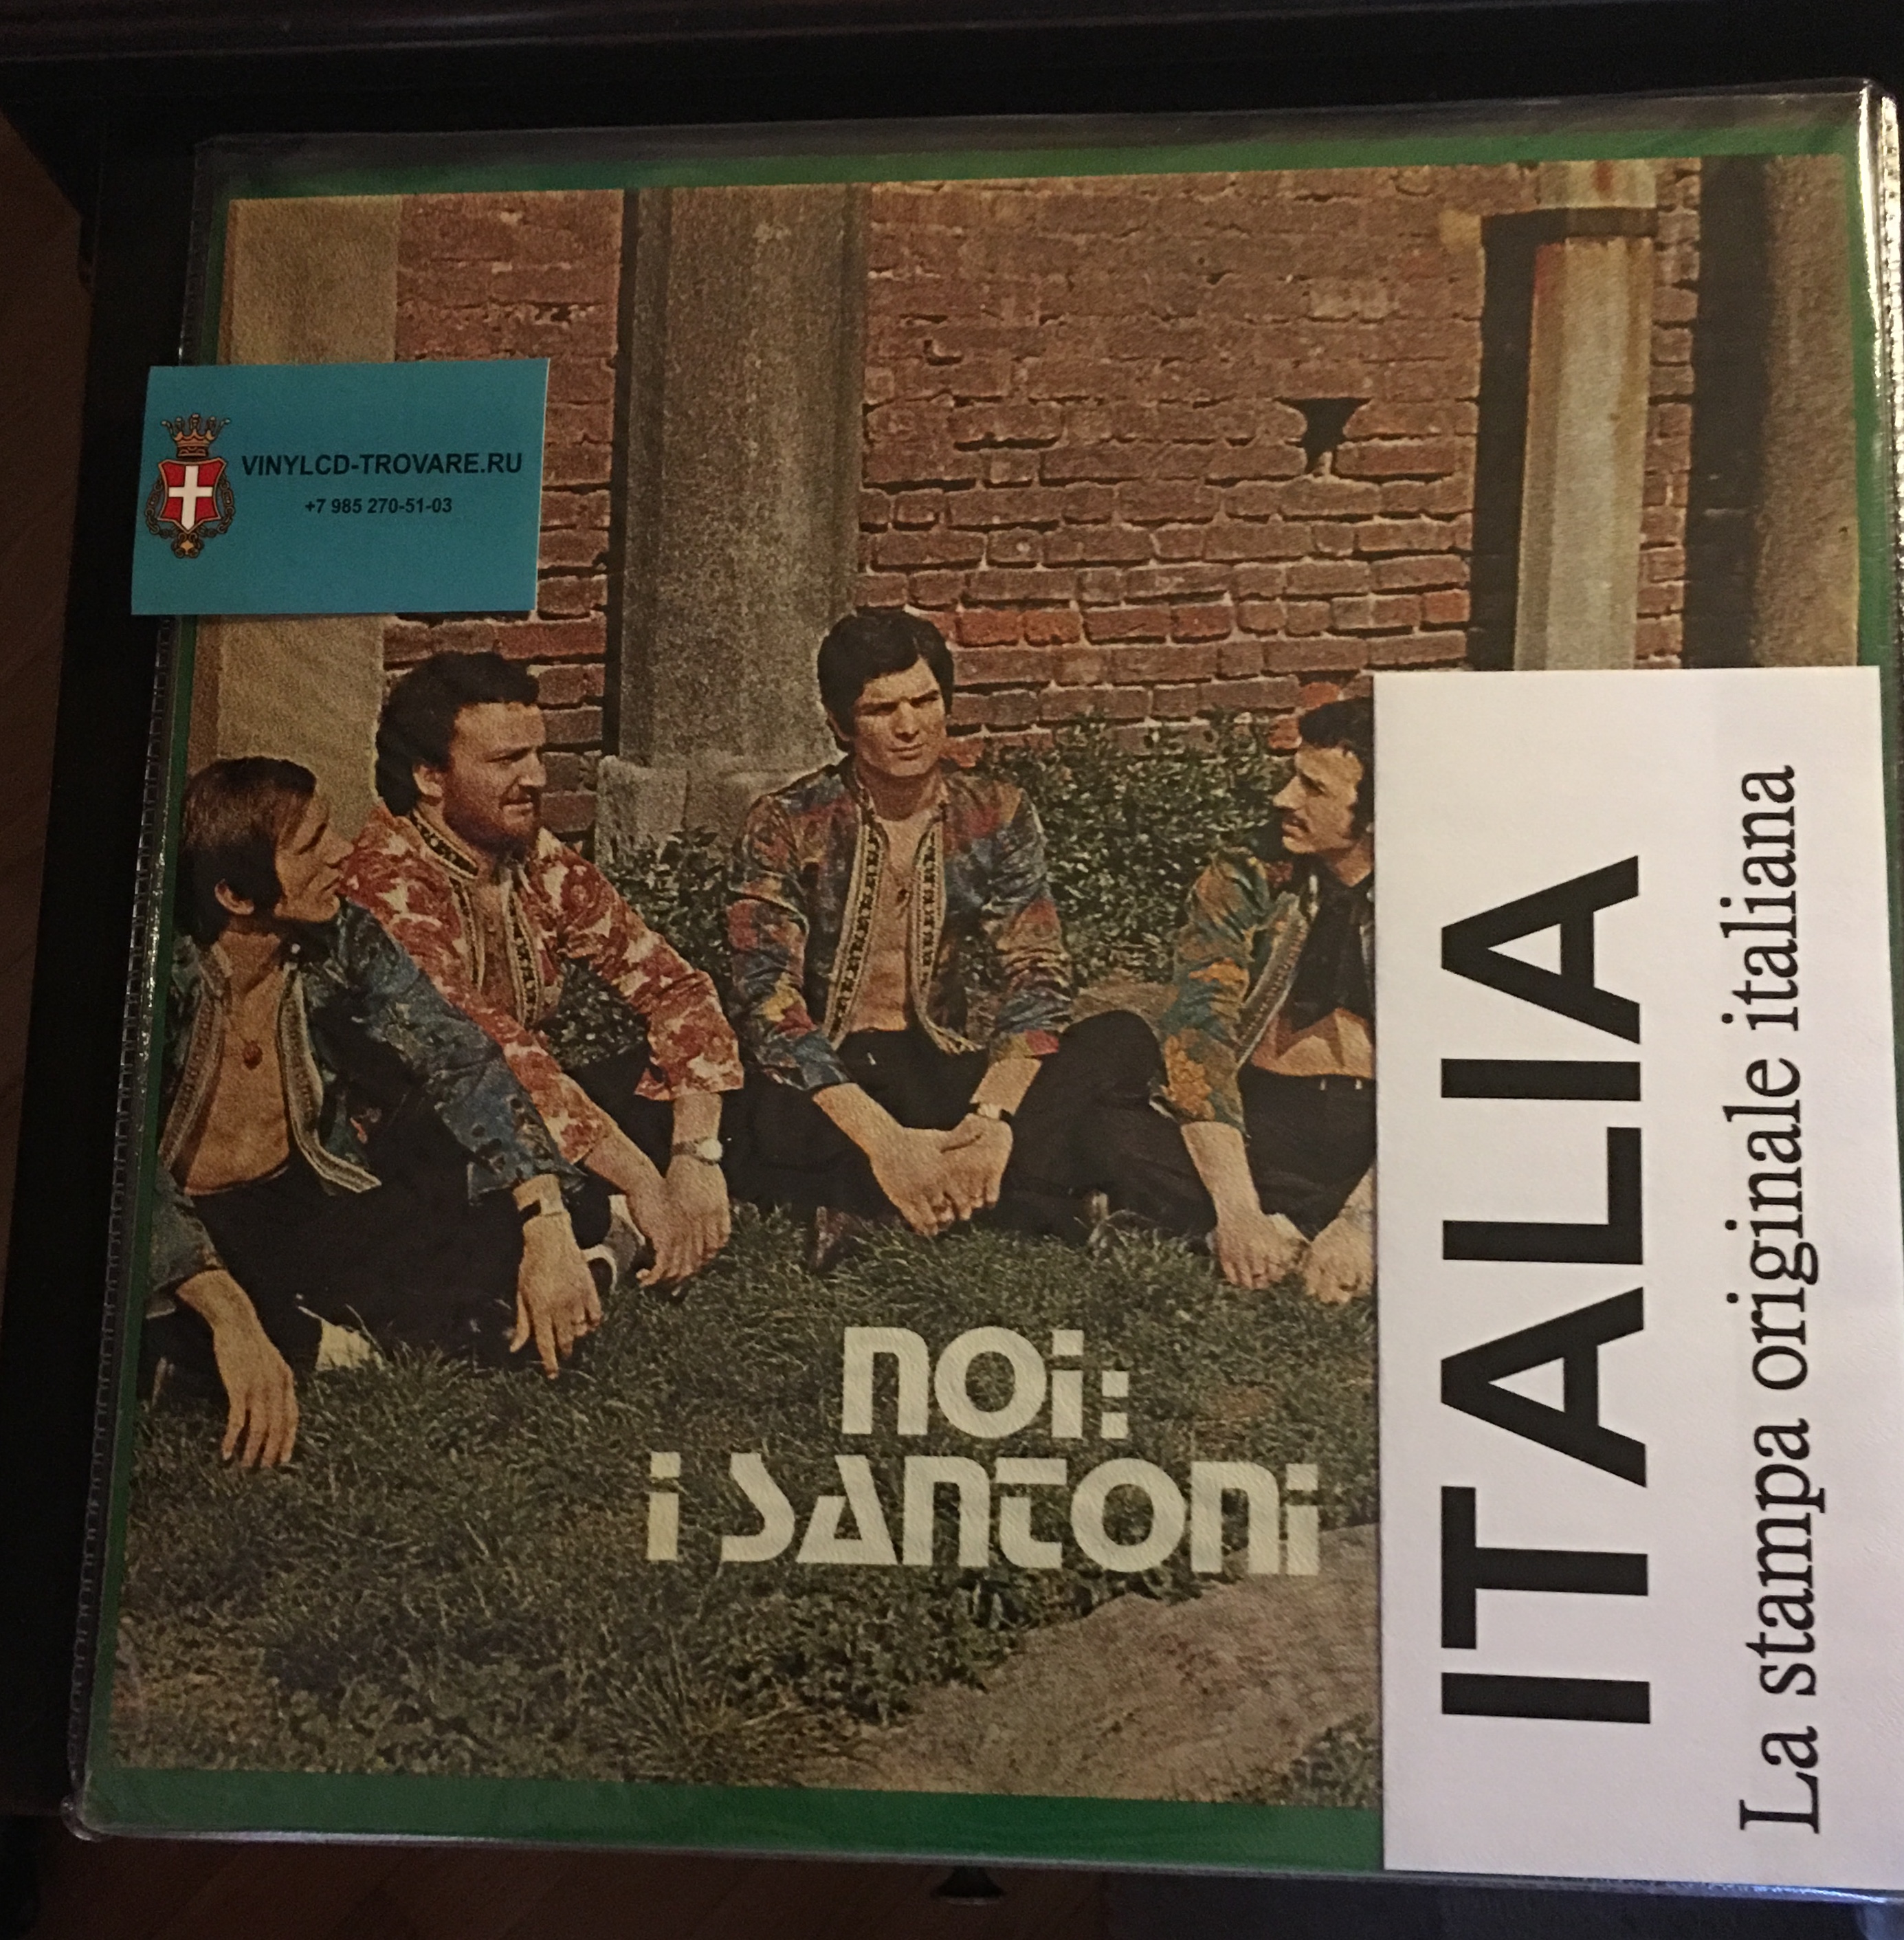 VINYLCD-TROVARE.RU
+7 985 270-51-03
noi:
i SANTONi
ITALIA
La stampa originale italiana